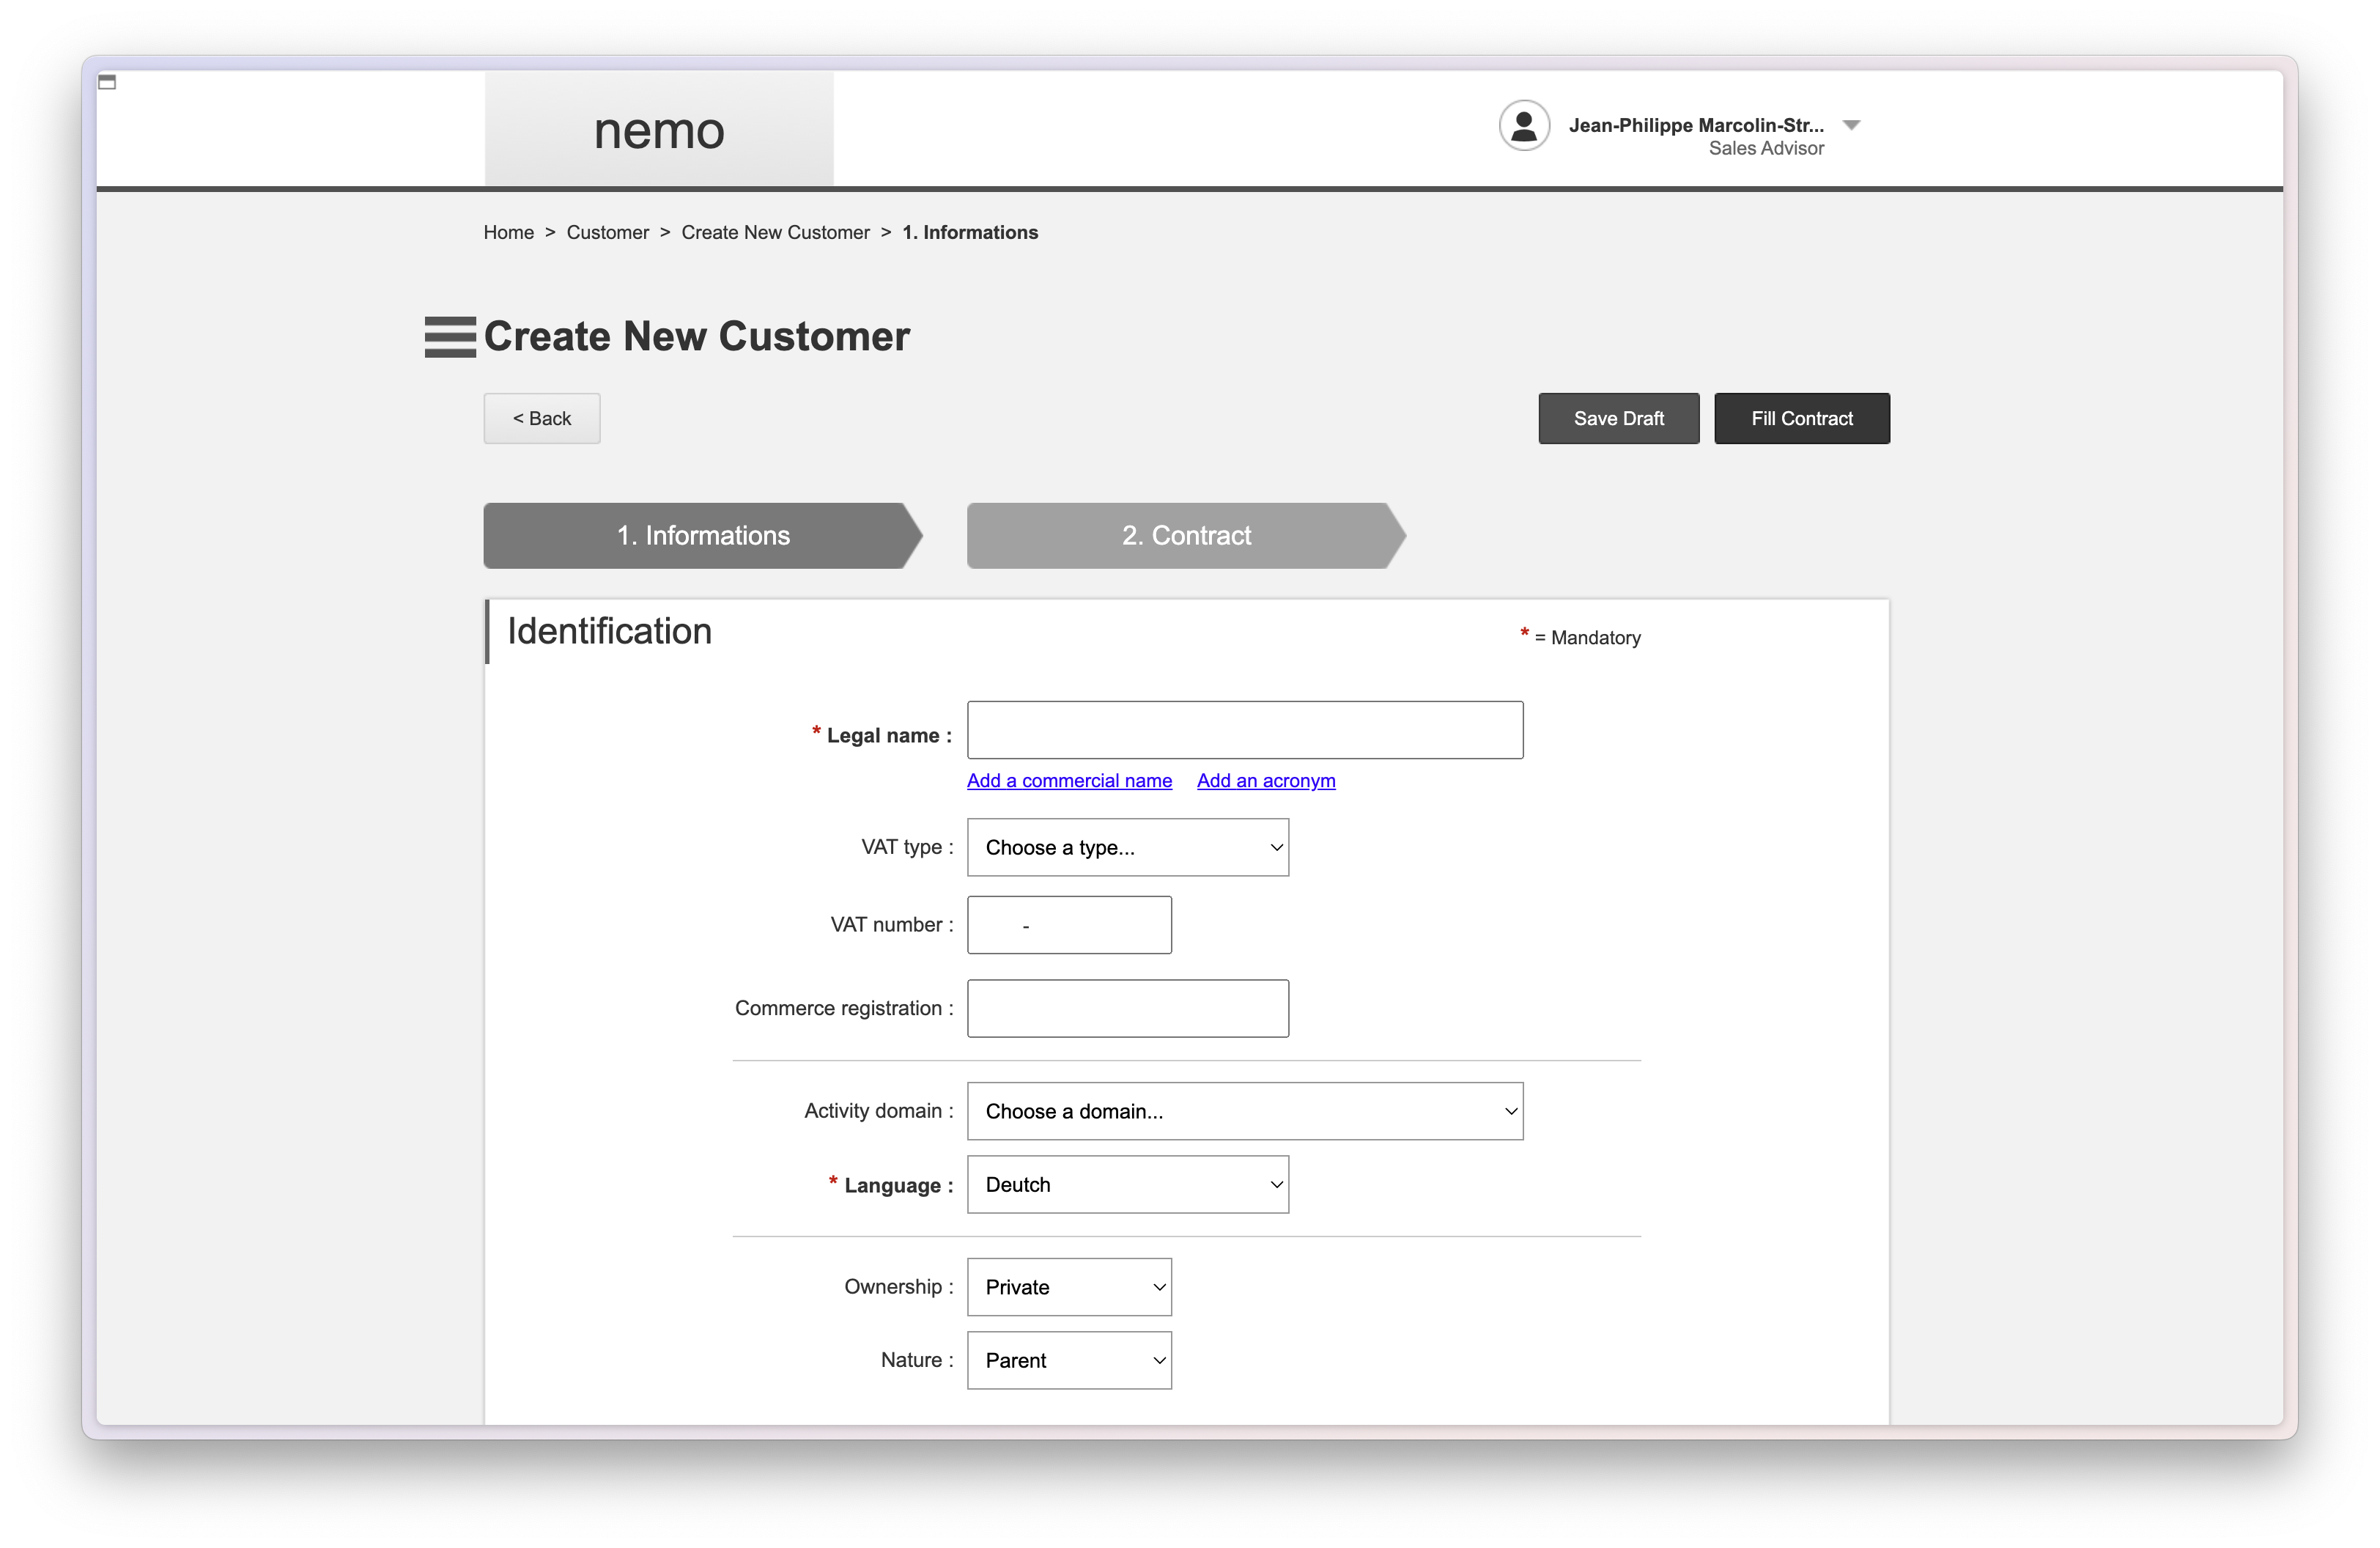 nemo
Jean-Philippe Marcolin-Str...
Sales Advisor
Home > Customer > Create New Customer > 1. Informations
Create New Customer
< Back
Save Draft
Fill Contract
1. Informations
2. Contract
Identification
* = Mandatory
* Legal name :
Add a commercial name Add an acronym
VAT type : Choose a type...
VAT number : -
Commerce registration :
Activity domain : Choose a domain...
* Language : Deutch
Ownership : Private
Nature : Parent